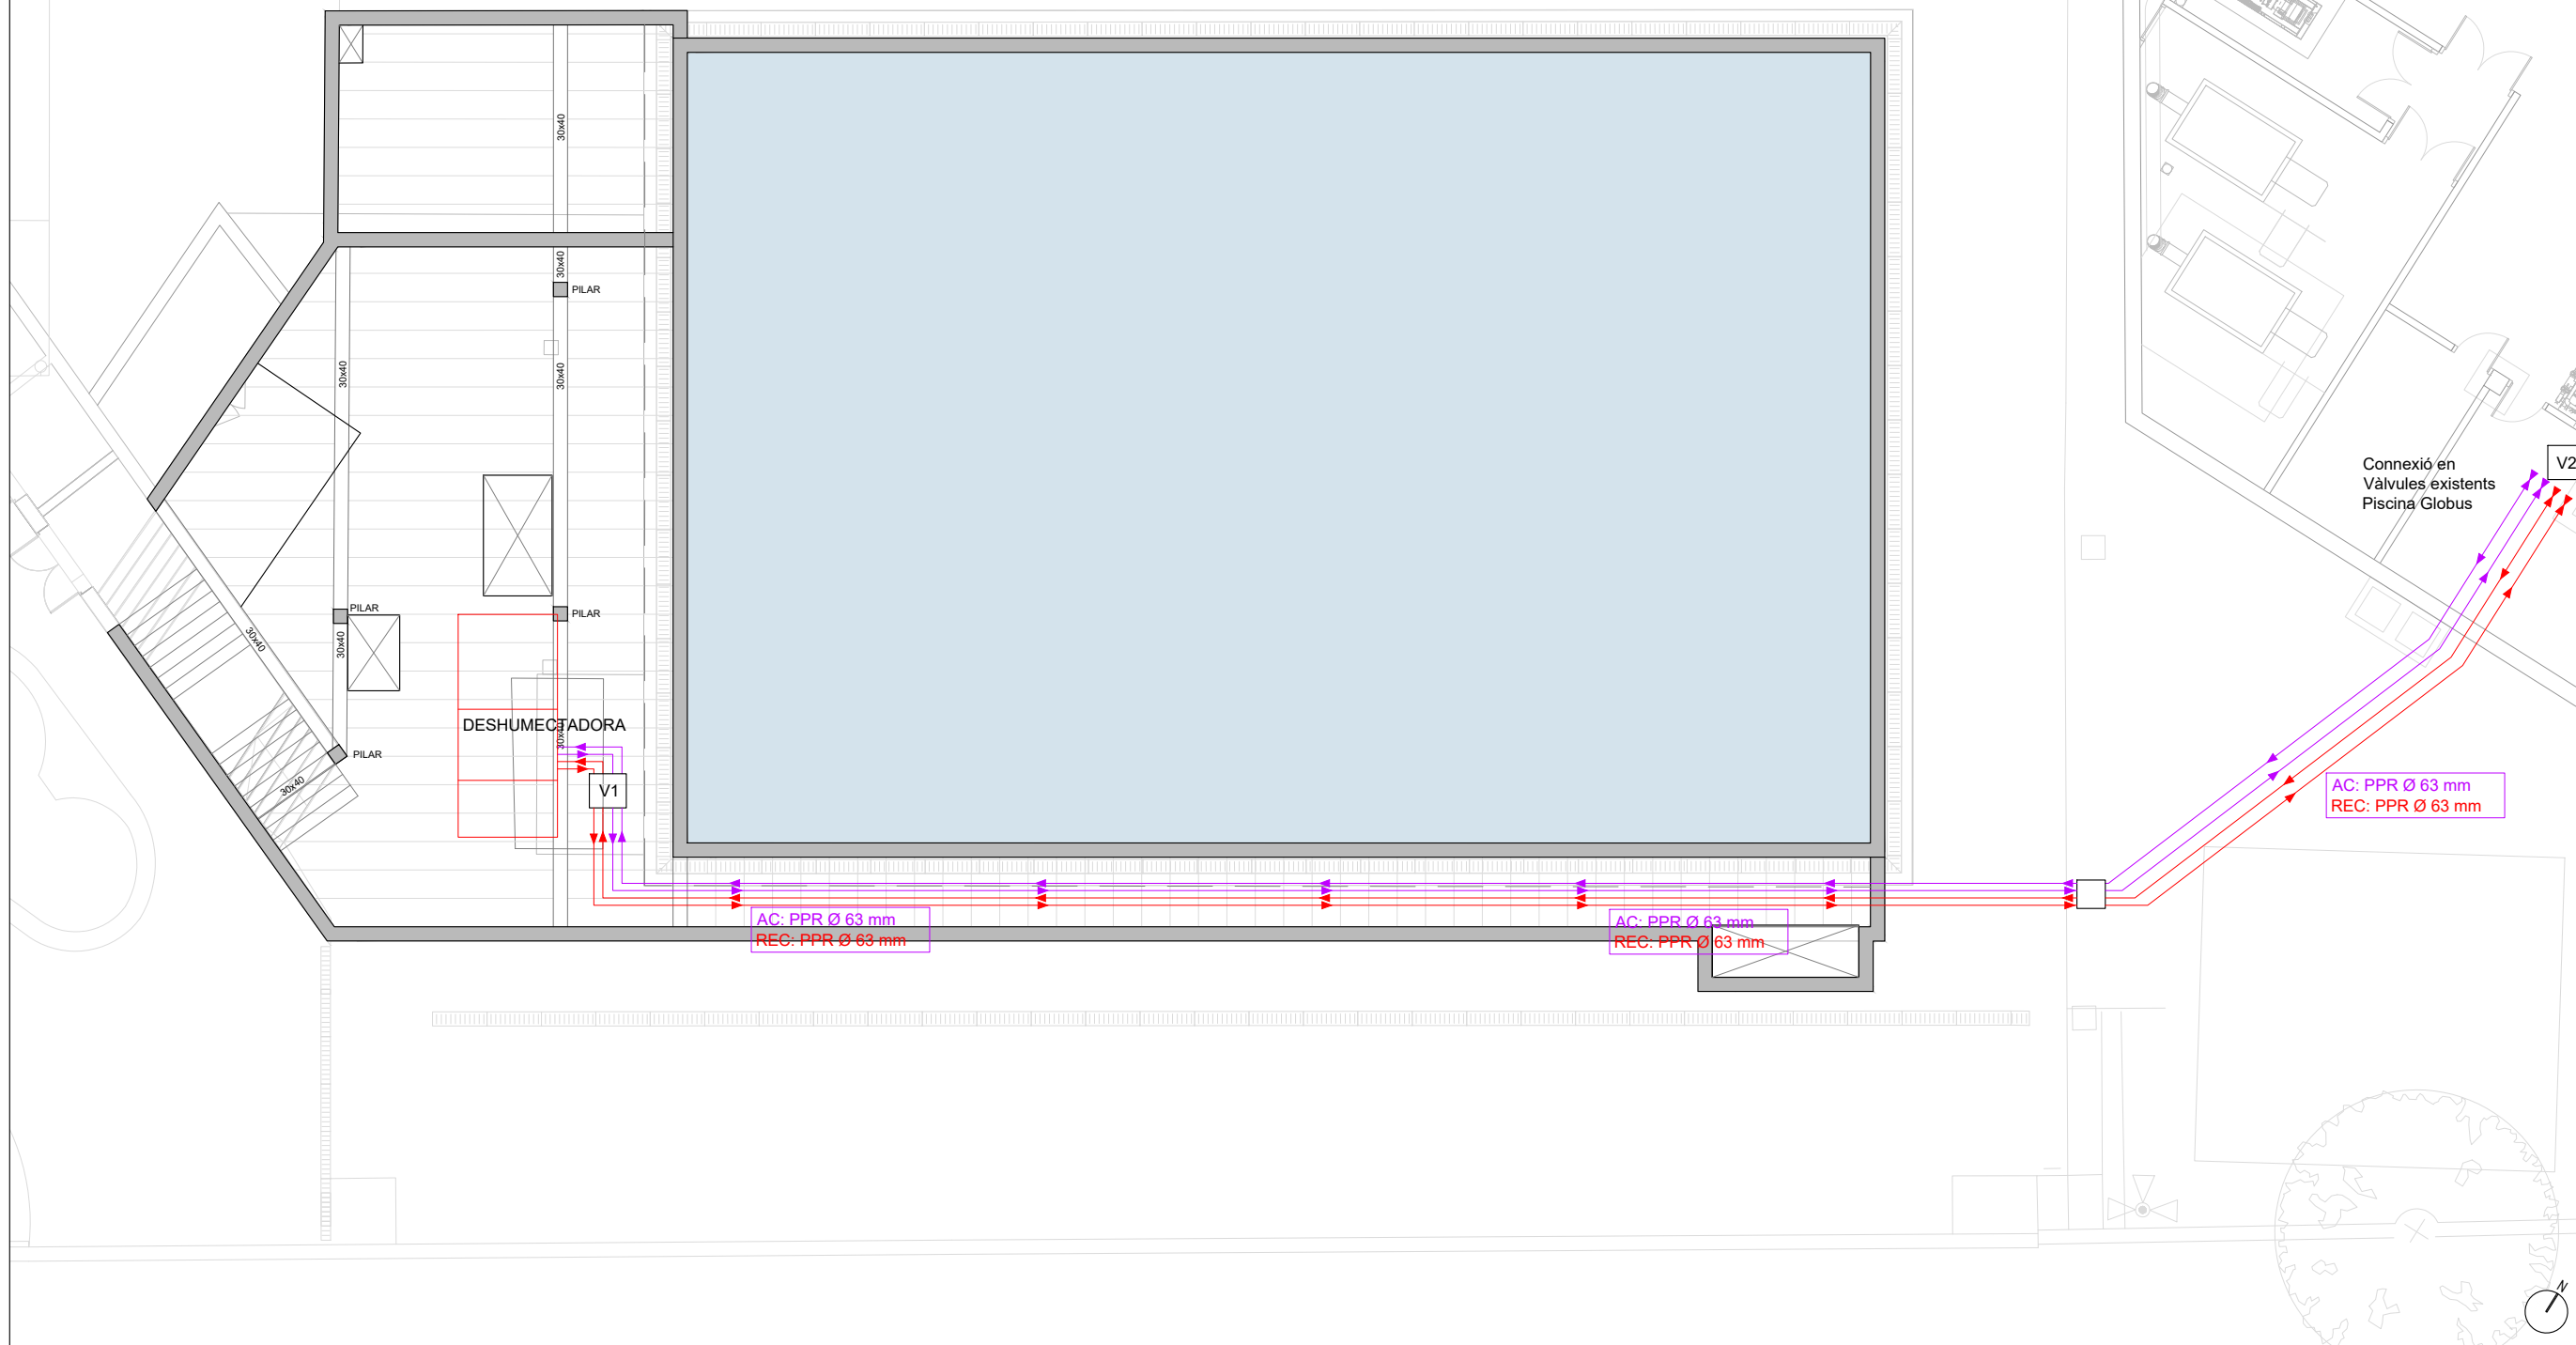 30x40
30x40
PILAR
30x40
30x40
PILAR
PILAR
30x40
30x40
PILAR
30x40
30x40
DESHUMECTADORA
V1
Connexió en
Vàlvules existents
Piscina Globus
V2
AC: PPR Ø 63 mm
REC: PPR Ø 63 mm
AC: PPR Ø 63 mm
REC: PPR Ø 63 mm
AC: PPR Ø 63 mm
REC: PPR Ø 63 mm
N